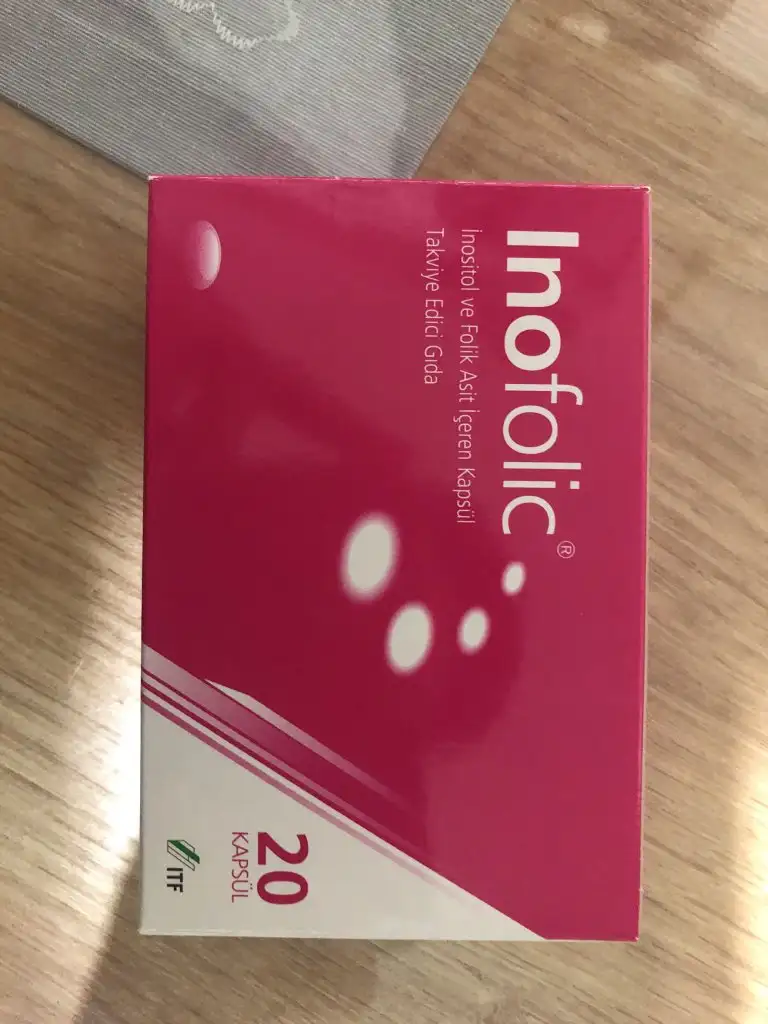 Inofolic®
İnositol ve Folik Asit İçeren Kapsül
Takviye Edici Gıda
20
KAPSÜL
ITF